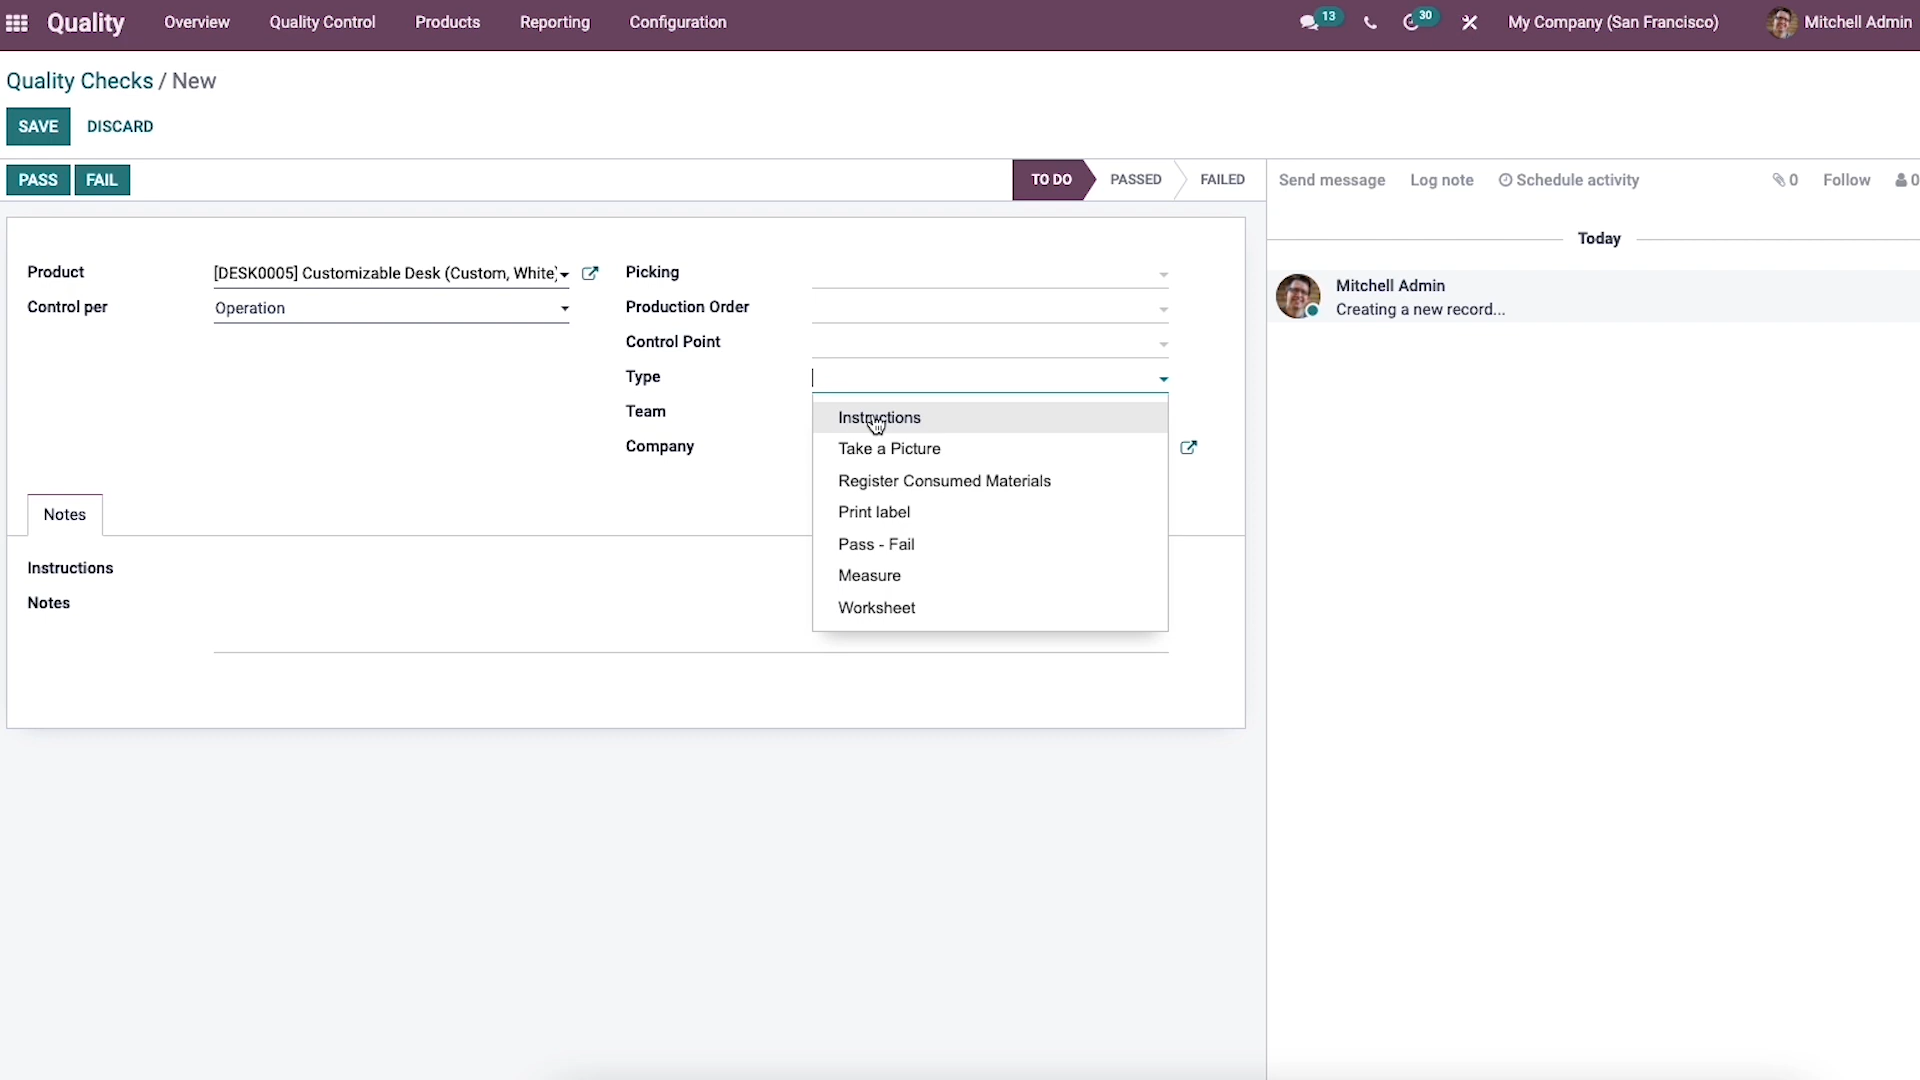 Quality Overview Quality Control Products Reporting Configuration 13 30 My Company (San Francisco) Mitchell Admin
Quality Checks / New
SAVE DISCARD
PASS FAIL TO DO PASSED FAILED Send message Log note Schedule activity 0 Follow 0
Today
Product [DESK0005] Customizable Desk (Custom, White) Picking
Mitchell Admin
Control per Operation Production Order
Creating a new record...
Control Point
Type
Team
Instructions
Company
Take a Picture
Register Consumed Materials
Print label
Pass - Fail
Measure
Worksheet
Notes
Instructions
Notes